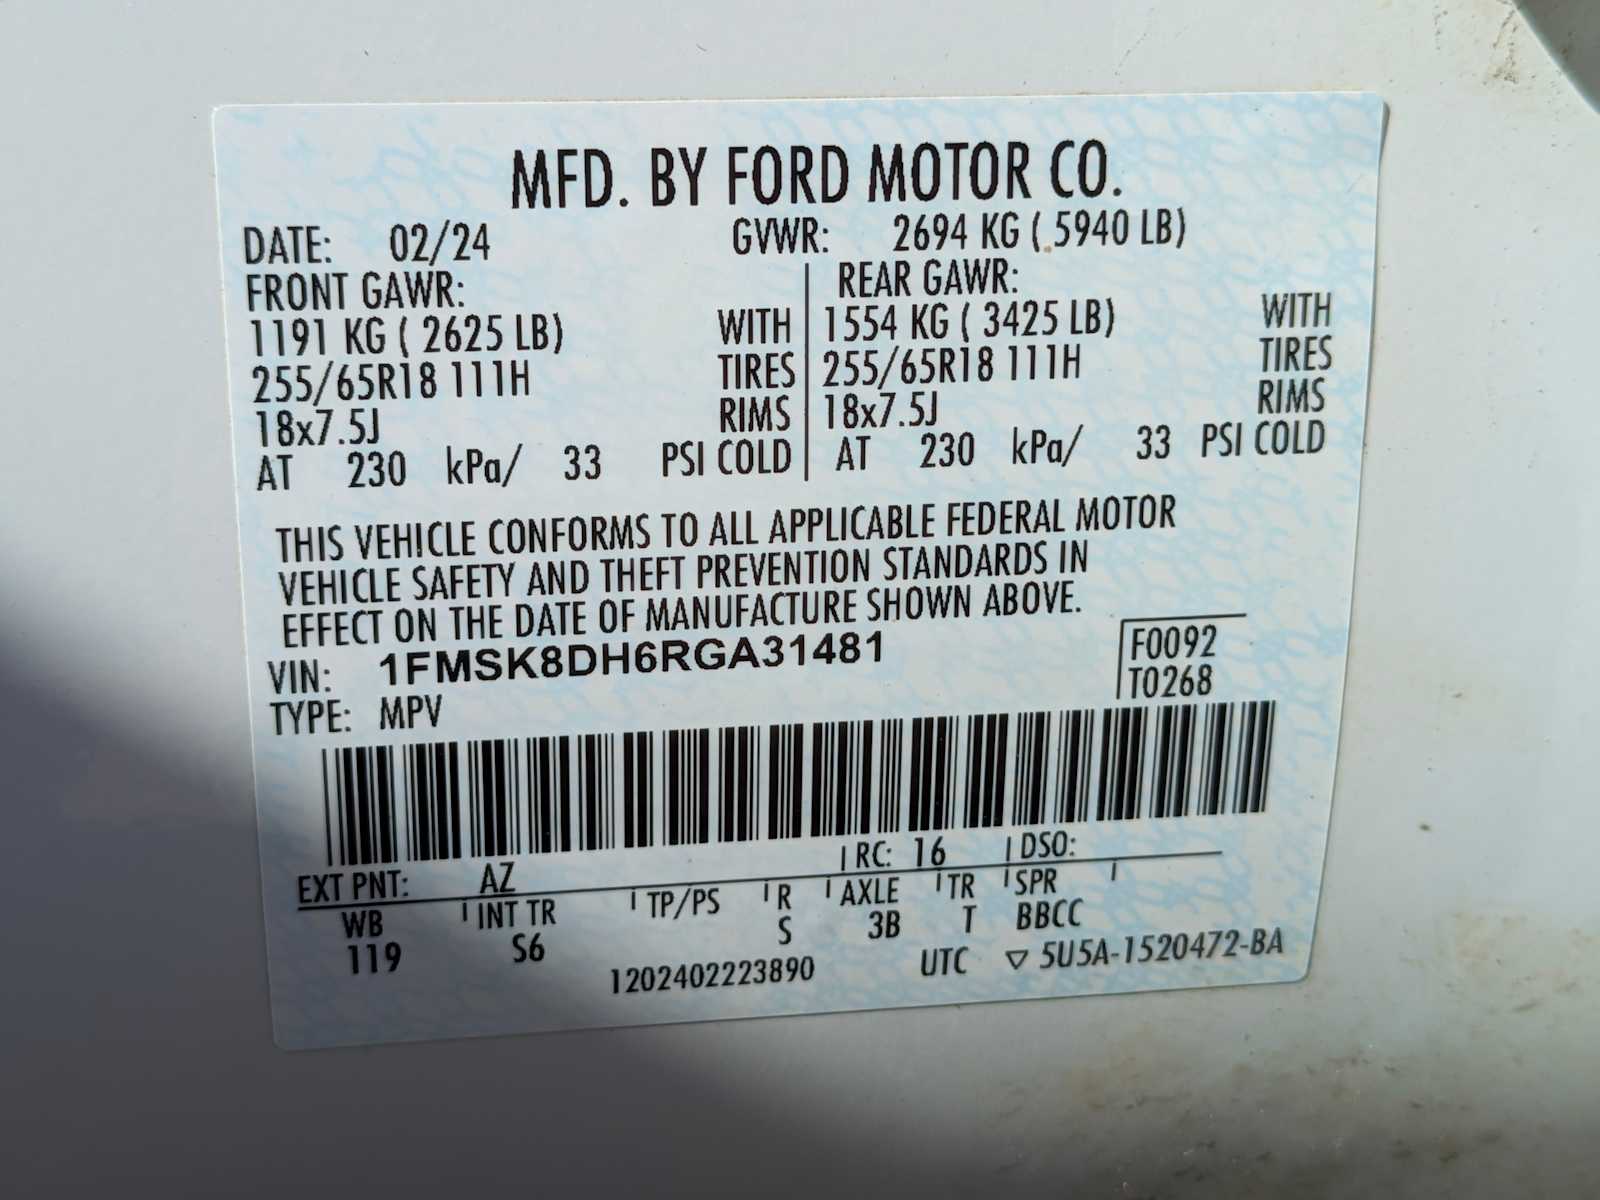 MFD. BY FORD MOTOR CO.
DATE: 02/24 GVWR: 2694 KG ( 5940 LB)
FRONT GAWR: REAR GAWR:
1191 KG ( 2625 LB) WITH 1554 KG ( 3425 LB) WITH
255/65R18 111H TIRES 255/65R18 111H TIRES
18x7.5J RIMS 18x7.5J RIMS
AT 230 kPa/ 33 PSI COLD AT 230 kPa/ 33 PSI COLD
THIS VEHICLE CONFORMS TO ALL APPLICABLE FEDERAL MOTOR
VEHICLE SAFETY AND THEFT PREVENTION STANDARDS IN
EFFECT ON THE DATE OF MANUFACTURE SHOWN ABOVE.
VIN: 1FMSK8DH6RGA31481 F0092
TYPE: MPV T0268
EXT PNT: AZ RC: 16 DSO:
WB INT TR TP/PS R AXLE TR SPR
119 S6 S 3B T BBCC
1202402223890 UTC ▽ 5U5A-1520472-BA